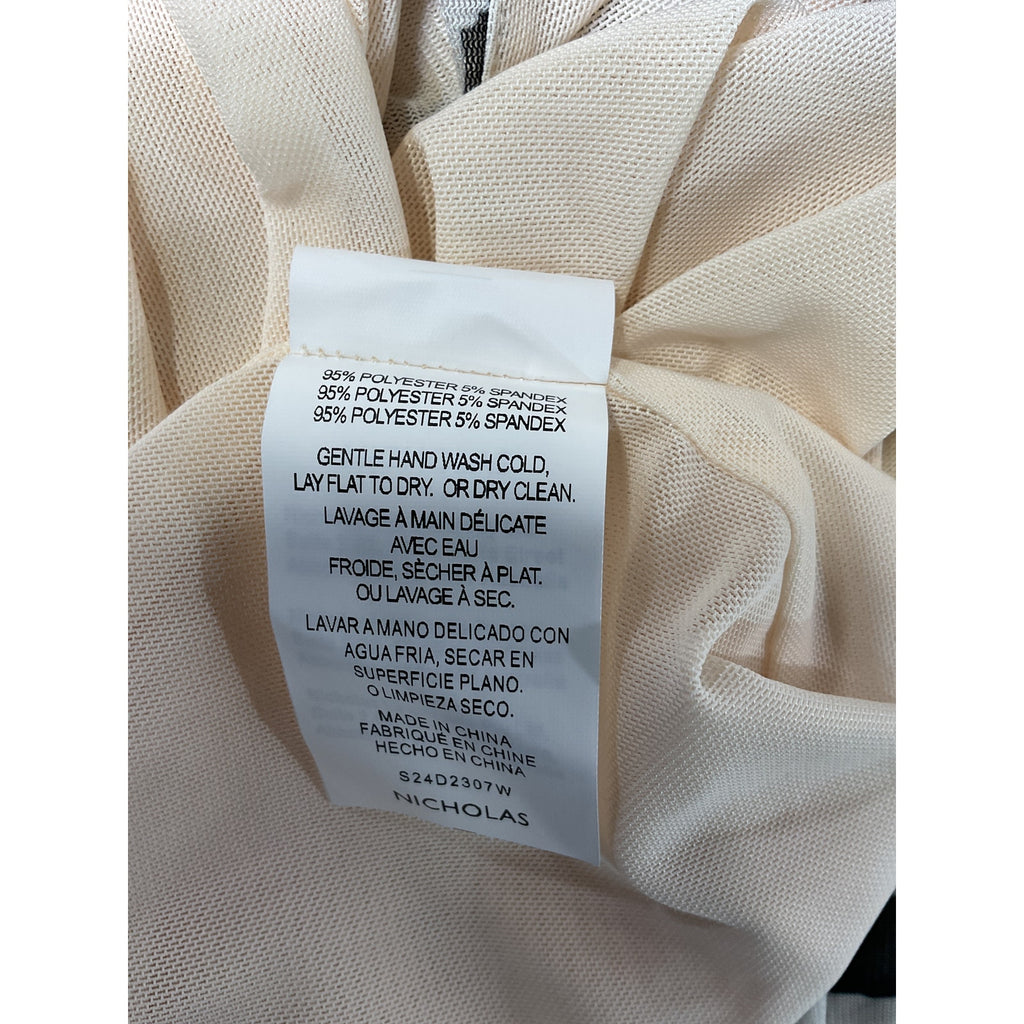 95% POLYESTER 5% SPANDEX
95% POLYESTER 5% SPANDEX
95% POLYESTER 5% SPANDEX
GENTLE HAND WASH COLD,
LAY FLAT TO DRY. OR DRY CLEAN.
LAVAGE À MAIN DÉLICATE
AVEC EAU
FROIDE, SÈCHER À PLAT.
OU LAVAGE À SEC.
LAVAR A MANO DELICADO CON
AGUA FRIA, SECAR EN
SUPERFICIE PLANO.
O LIMPIEZA SECO.
MADE IN CHINA
FABRIQUÉ EN CHINE
HECHO EN CHINA
S24D2307W
NICHOLAS